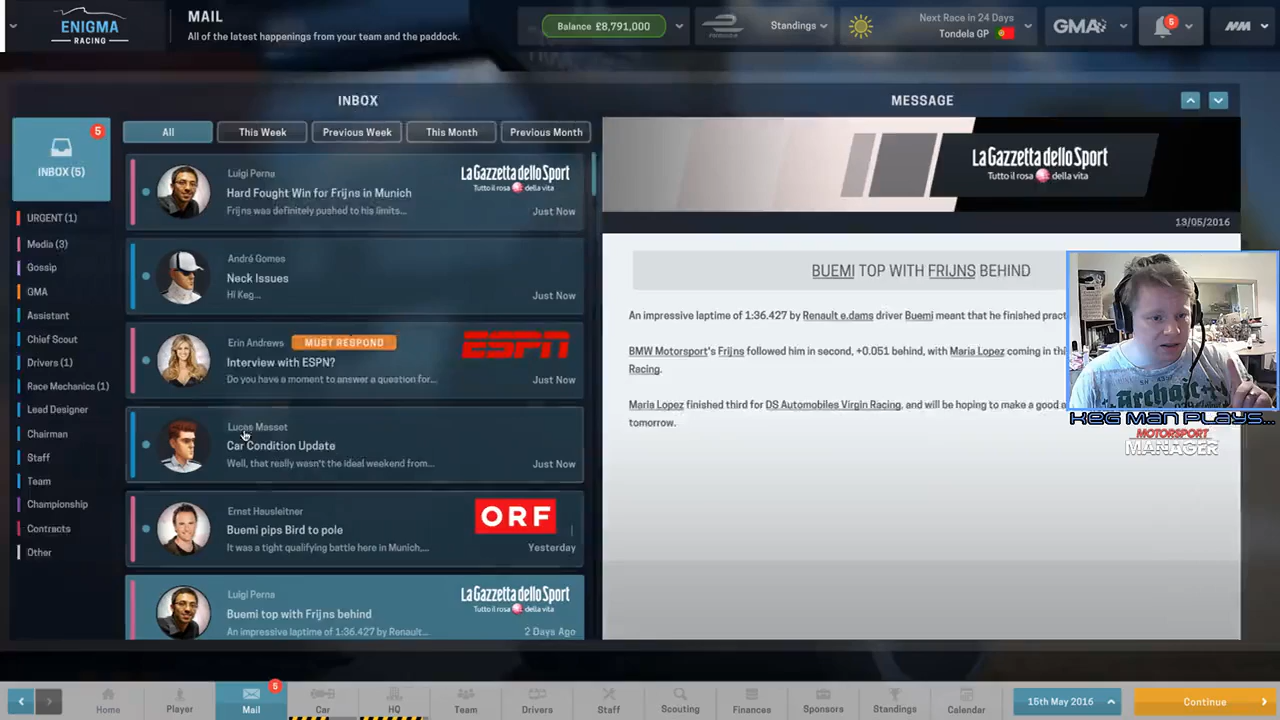 ENIGMA
RACING
MAIL
All of the latest happenings from your team and the paddock.
Balance £8,791,000
Standings
Next Race in 24 Days
Tondela GP
GMA
5
INBOX
MESSAGE
5
INBOX (5)
All
This Week
Previous Week
This Month
Previous Month
URGENT (1)
Media (3)
Gossip
GMA
Assistant
Chief Scout
Drivers (1)
Race Mechanics (1)
Lead Designer
Chairman
Staff
Team
Championship
Contracts
Other
Luigi Perna
Hard Fought Win for Frijns in Munich
Frijns was definitely pushed to his limits...
La Gazzetta dello Sport
Tutto il rosa della vita
Just Now
André Gomes
Neck Issues
Hi Keg...
Just Now
Erin Andrews
MUST RESPOND
Interview with ESPN?
Do you have a moment to answer a question for...
ESPN
Just Now
Lucas Masset
Car Condition Update
Well, that really wasn't the ideal weekend from...
Just Now
Ernst Hausleitner
Buemi pips Bird to pole
It was a tight qualifying battle here in Munich,...
ORF
Yesterday
Luigi Perna
Buemi top with Frijns behind
An impressive laptime of 1:36.427 by Renault...
La Gazzetta dello Sport
Tutto il rosa della vita
2 Days Ago
La Gazzetta dello Sport
Tutto il rosa della vita
13/05/2016
BUEMI TOP WITH FRIJNS BEHIND
An impressive laptime of 1:36.427 by Renault e.dams driver Buemi meant that he finished pract
BMW Motorsport's Frijns followed him in second, +0.051 behind, with Maria Lopez coming in thi
Racing.
Maria Lopez finished third for DS Automobiles Virgin Racing, and will be hoping to make a good
tomorrow.
KEG MAN PLAYS...
MOTORSPORT
MANAGER
Home
Player
Mail
5
Car
HQ
Team
Drivers
Staff
Scouting
Finances
Sponsors
Standings
Calendar
15th May 2016
Continue